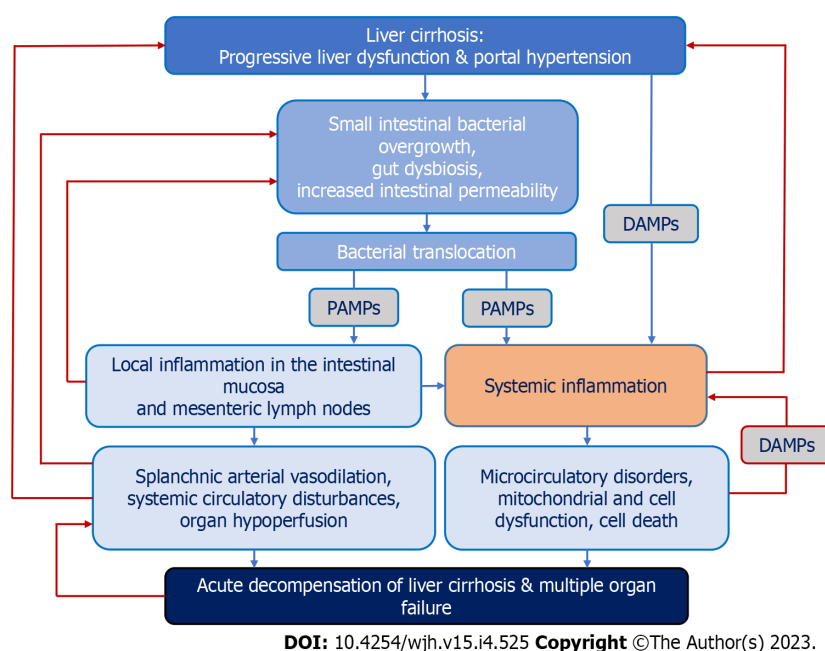 Liver cirrhosis:
Progressive liver dysfunction & portal hypertension
Small intestinal bacterial
overgrowth,
gut dysbiosis,
increased intestinal permeability
DAMPs
Bacterial translocation
PAMPs
PAMPs
Local inflammation in the intestinal
mucosa
and mesenteric lymph nodes
Systemic inflammation
DAMPs
Splanchnic arterial vasodilation,
systemic circulatory disturbances,
organ hypoperfusion
Microcirculatory disorders,
mitochondrial and cell
dysfunction, cell death
Acute decompensation of liver cirrhosis & multiple organ
failure
DOI: 10.4254/wjh.v15.i4.525 Copyright ©The Author(s) 2023.